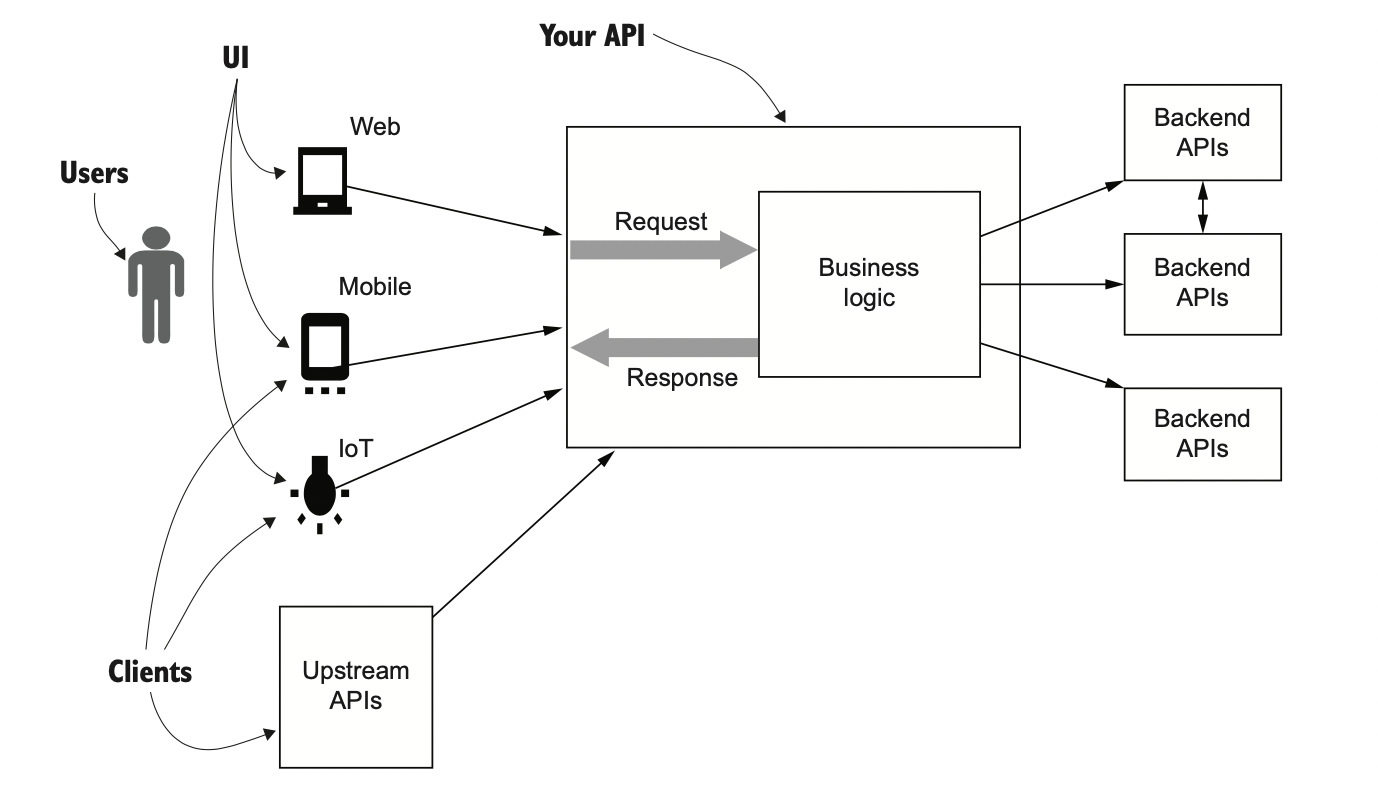 Your API
UI
Web
Users
Mobile
IoT
Clients
Upstream
APIs
Request
Response
Business
logic
Backend
APIs
Backend
APIs
Backend
APIs